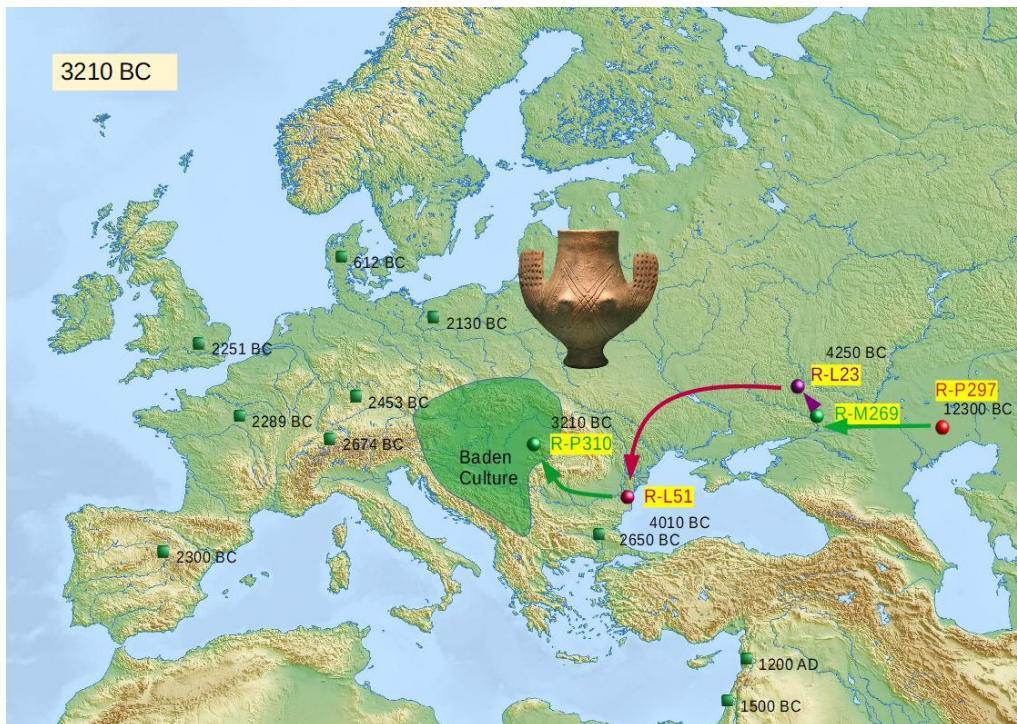 3210 BC
612 BC
2130 BC
2251 BC
4250 BC
R-L23
R-P297
12300 BC
R-M269
2453 BC
2289 BC
3210 BC
R-P310
2674 BC
Baden
Culture
R-L51
4010 BC
2650 BC
2300 BC
1200 AD
1500 BC